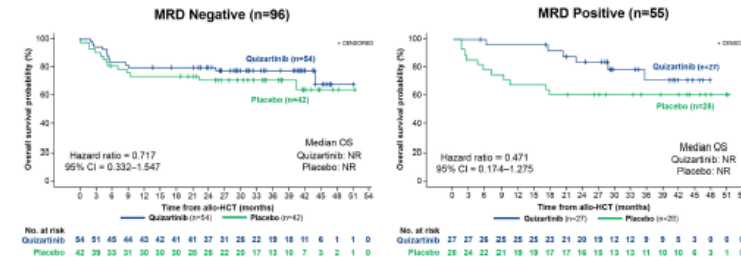 MRD Negative (n=96)
+ CENSORED
Overall survival probability (%)
100
80
60
40
20
0
Quizartinib (n=54)
Placebo (n=42)
Hazard ratio = 0.717
95% CI = 0.332–1.547
Median OS
Quizartinib: NR
Placebo: NR
0 3 6 9 12 15 18 21 24 27 30 33 36 39 42 45 48 51 54
Time from allo-HCT (months)
Quizartinib (n=54) Placebo (n=42)
No. at risk
Quizartinib 54 51 45 44 43 42 41 41 37 31 26 22 19 18 11 6 1 1 0
Placebo 42 39 33 31 30 30 30 28 25 22 20 17 13 10 7 3 2 1 0
MRD Positive (n=55)
+ CENSO
Overall survival probability (%)
100
80
60
40
20
0
Quizartinib (n=27)
Placebo (n=28)
Hazard ratio = 0.471
95% CI = 0.174–1.275
Median OS
Quizartinib: NR
Placebo: NR
0 3 6 9 12 15 18 21 24 27 30 33 36 39 42 45 48 51
Time from allo-HCT (months)
Quizartinib (n=27) Placebo (n=28)
No. at risk
Quizartinib 27 27 26 25 25 25 23 21 20 19 12 12 9 9 5 3 0 0
Placebo 28 24 22 21 19 19 17 17 16 15 13 13 11 10 10 6 3 1